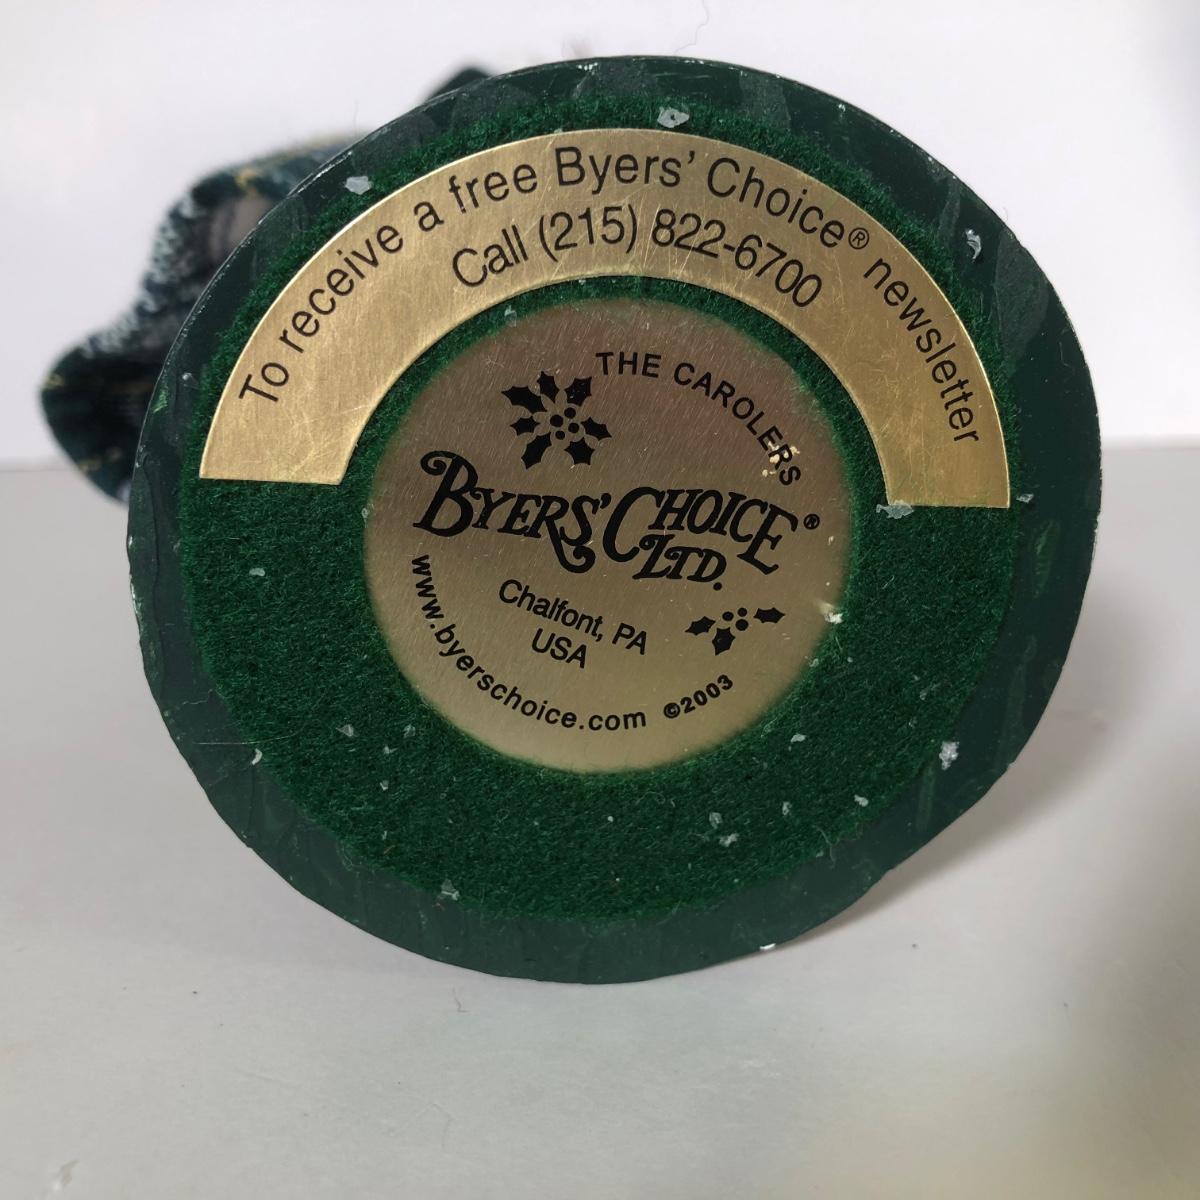 To receive a free Byers' Choice® newsletter
Call (215) 822-6700
THE CAROLERS
BYERS' CHOICE®
LTD.
Chalfont, PA
USA
www.byerschoice.com ©2003